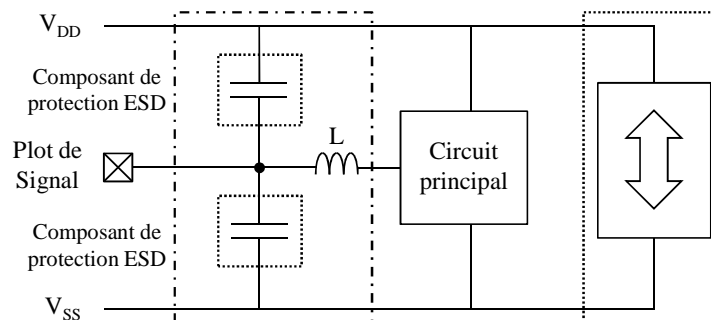 V_DD
Composant de
protection ESD
Plot de
Signal
L
Circuit
principal
Composant de
protection ESD
V_SS